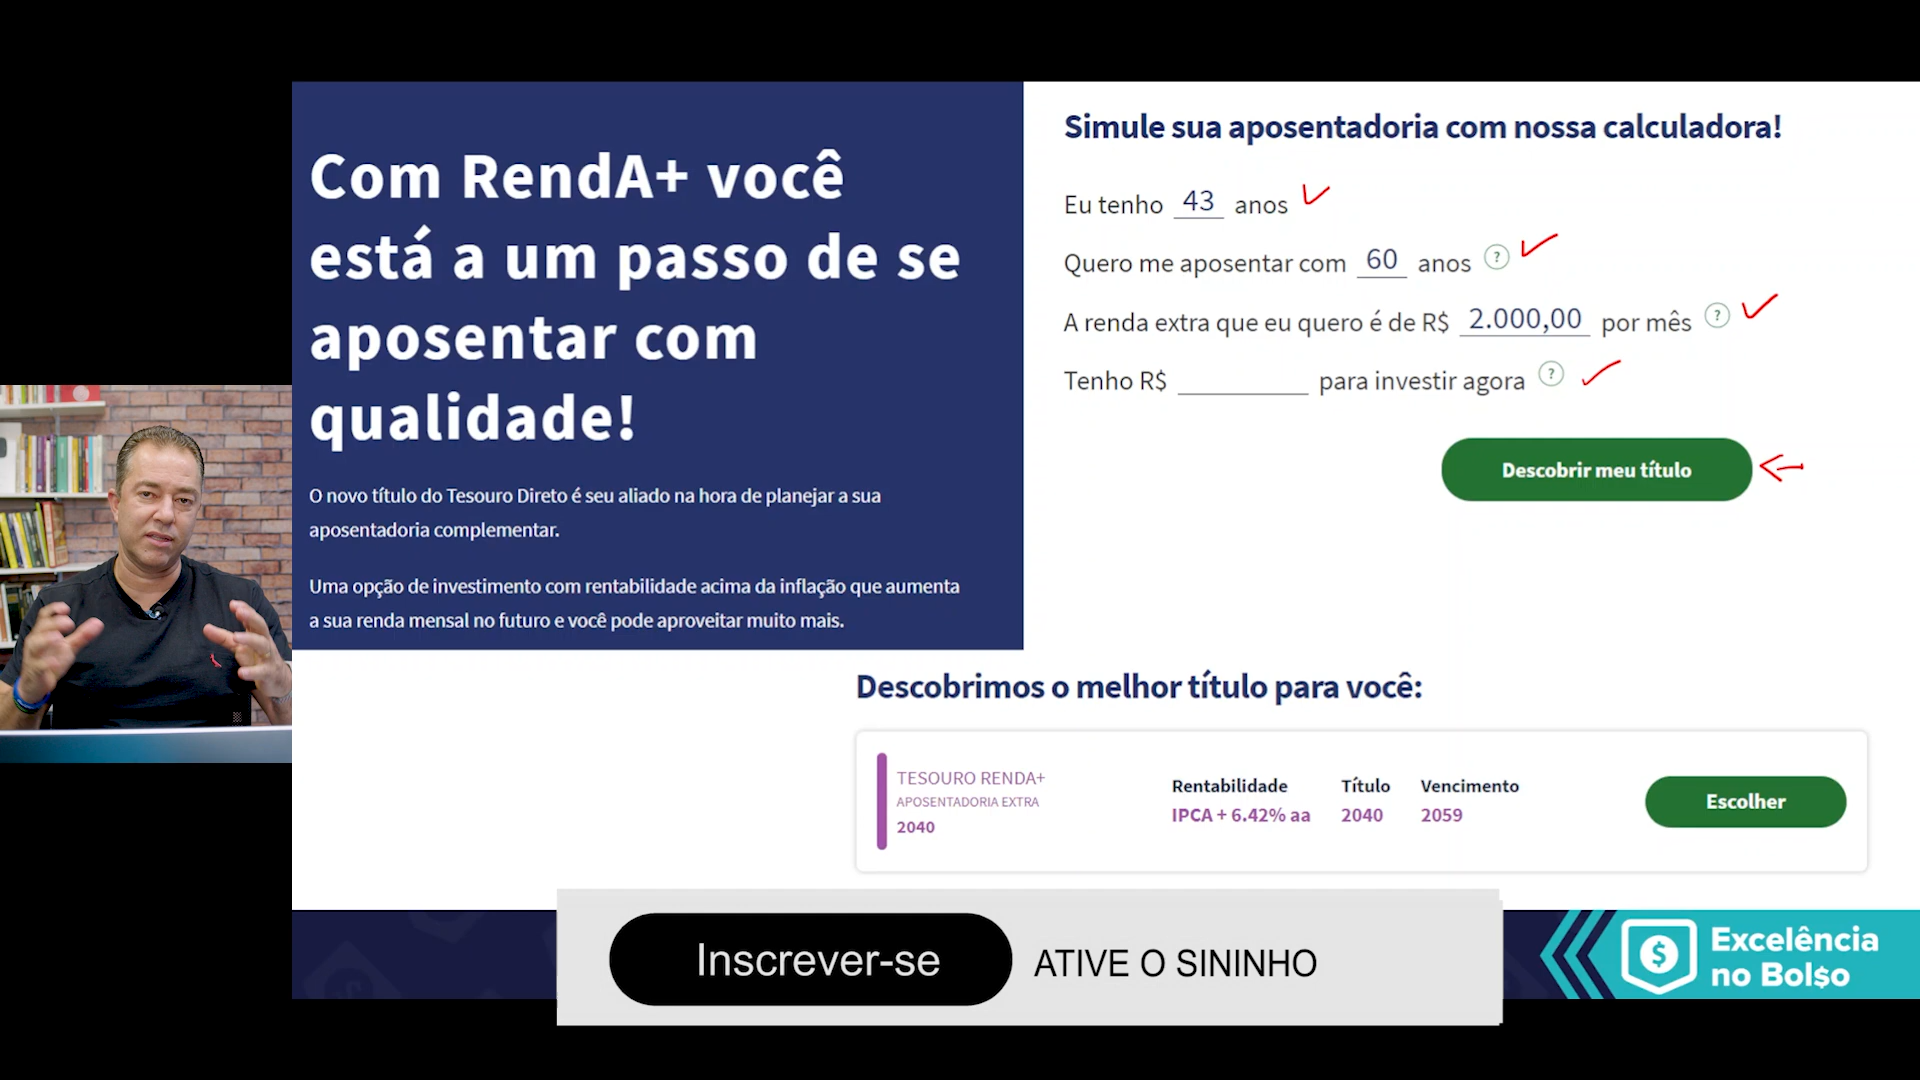 Com RendA+ você
está a um passo de se
aposentar com
qualidade!
O novo título do Tesouro Direto é seu aliado na hora de planejar a sua
aposentadoria complementar.
Uma opção de investimento com rentabilidade acima da inflação que aumenta
a sua renda mensal no futuro e você pode aproveitar muito mais.
Simule sua aposentadoria com nossa calculadora!
Eu tenho 43 anos
Quero me aposentar com 60 anos ?
A renda extra que eu quero é de R$ 2.000,00 por mês ?
Tenho R$ para investir agora ?
Descobrir meu título
Descobrimos o melhor título para você:
TESOURO RENDA+
APOSENTADORIA EXTRA
2040
Rentabilidade
IPCA + 6.42% aa
Título
2040
Vencimento
2059
Escolher
Inscrever-se
ATIVE O SININHO
$
Excelência
no Bol$o